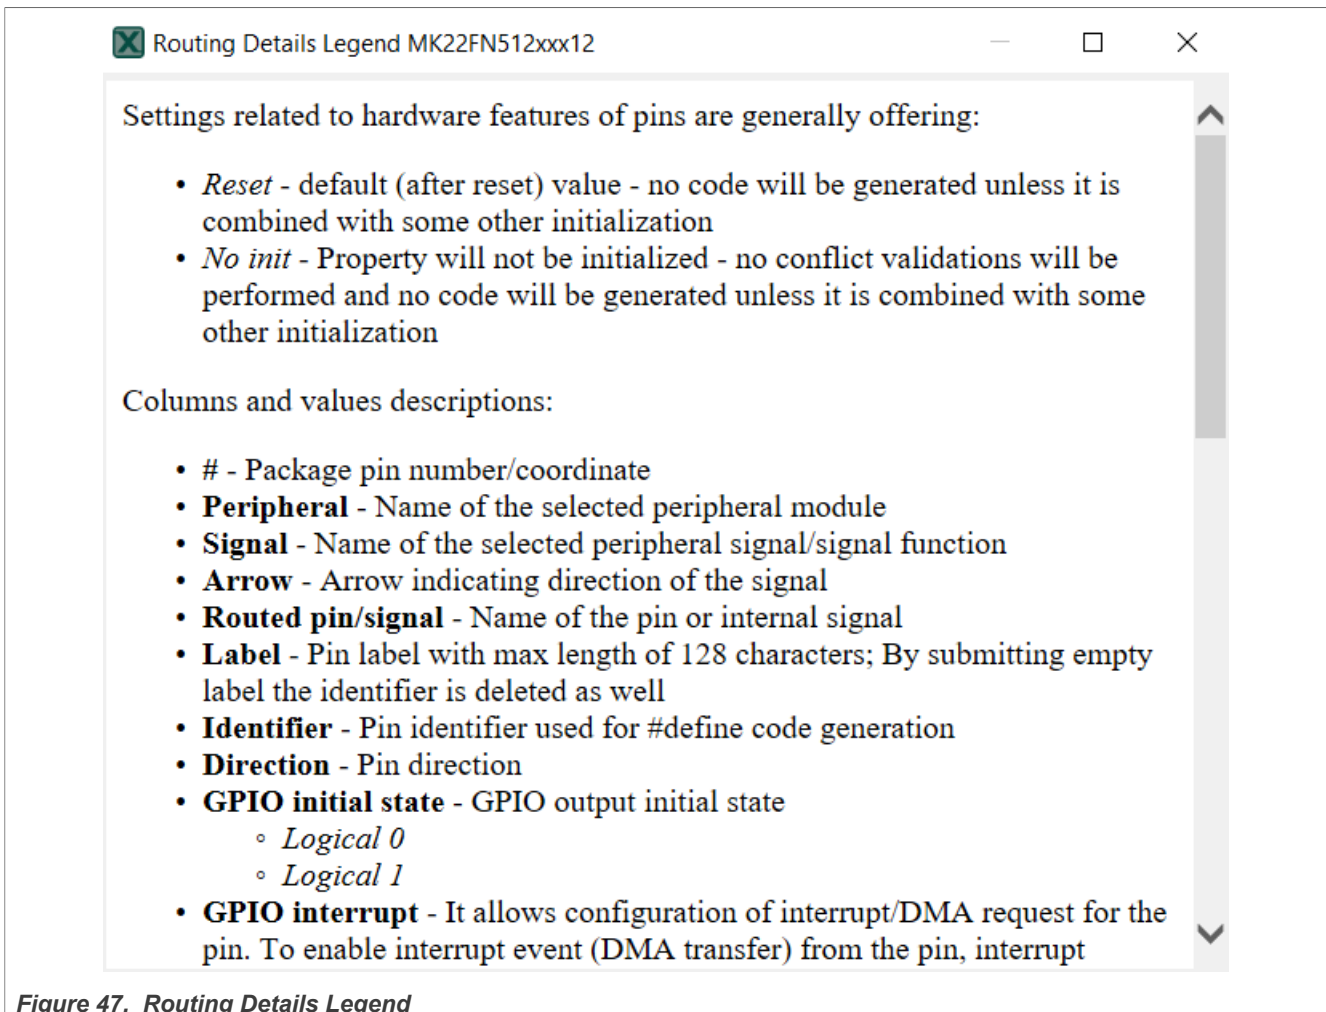 Routing Details Legend MK22FN512xxx12
Settings related to hardware features of pins are generally offering:
• Reset - default (after reset) value - no code will be generated unless it is
combined with some other initialization
• No init - Property will not be initialized - no conflict validations will be
performed and no code will be generated unless it is combined with some
other initialization
Columns and values descriptions:
• # - Package pin number/coordinate
• Peripheral - Name of the selected peripheral module
• Signal - Name of the selected peripheral signal/signal function
• Arrow - Arrow indicating direction of the signal
• Routed pin/signal - Name of the pin or internal signal
• Label - Pin label with max length of 128 characters; By submitting empty
label the identifier is deleted as well
• Identifier - Pin identifier used for #define code generation
• Direction - Pin direction
• GPIO initial state - GPIO output initial state
◦ Logical 0
◦ Logical 1
• GPIO interrupt - It allows configuration of interrupt/DMA request for the
pin. To enable interrupt event (DMA transfer) from the pin, interrupt
Figure 47. Routing Details Legend